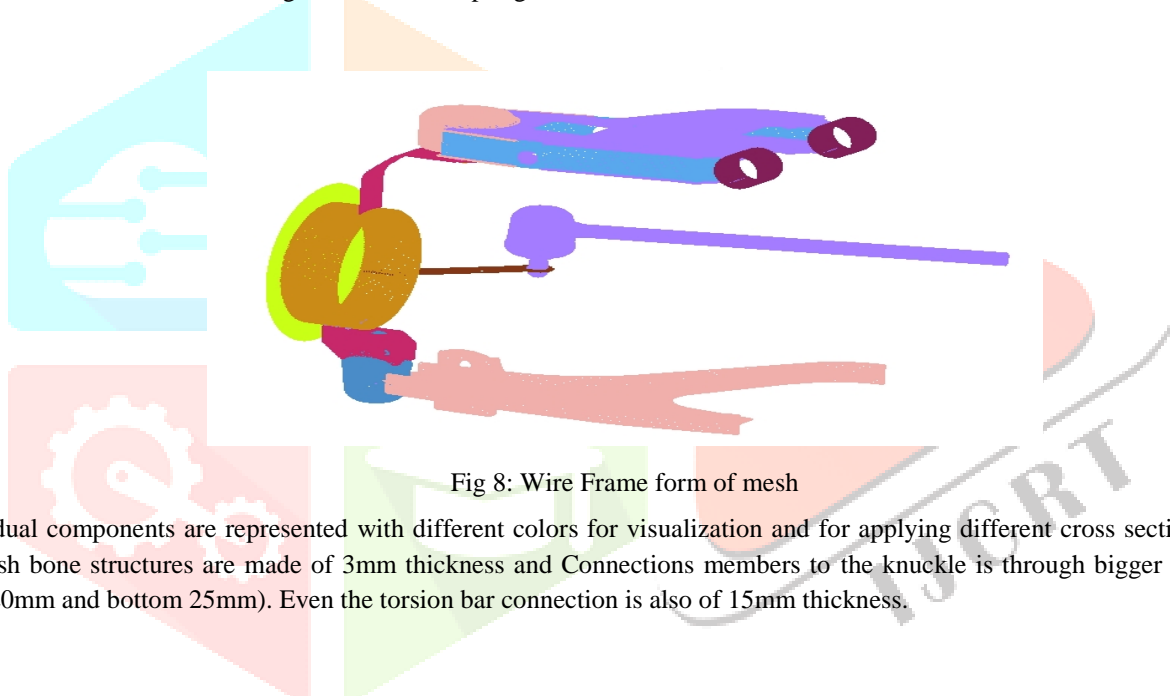 Fig 8: Wire Frame form of mesh
dual components are represented with different colors for visualization and for applying different cross secti
sh bone structures are made of 3mm thickness and Connections members to the knuckle is through bigger
0mm and bottom 25mm). Even the torsion bar connection is also of 15mm thickness.
IJCRT